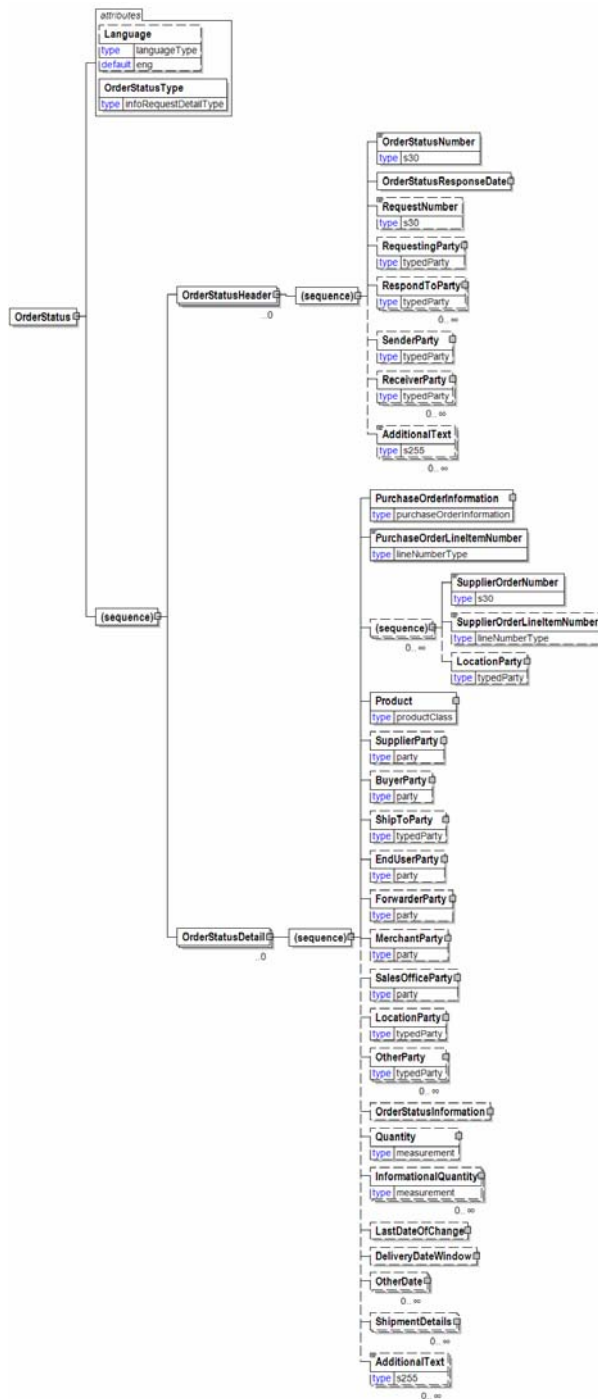 attributes
Language
type languageType
default eng
OrderStatusType
type infoRequestDetailType
OrderStatus
OrderStatusHeader
..0
(sequence)
OrderStatusNumber
type s30
OrderStatusResponseDate
RequestNumber
type s30
RequestingParty
type typedParty
RespondToParty
type typedParty
0.. ∞
SenderParty
type typedParty
ReceiverParty
type typedParty
0.. ∞
AdditionalText
type s255
0.. ∞
(sequence)
OrderStatusDetail
..0
(sequence)
PurchaseOrderInformation
type purchaseOrderInformation
PurchaseOrderLineItemNumber
type lineNumberType
(sequence)
0.. ∞
SupplierOrderNumber
type s30
SupplierOrderLineItemNumber
type lineNumberType
LocationParty
type typedParty
Product
type productClass
SupplierParty
type party
BuyerParty
type party
ShipToParty
type typedParty
EndUserParty
type party
ForwarderParty
type party
MerchantParty
type party
SalesOfficeParty
type party
LocationParty
type typedParty
OtherParty
type typedParty
0.. ∞
OrderStatusInformation
Quantity
type measurement
InformationalQuantity
type measurement
0.. ∞
LastDateOfChange
DeliveryDateWindow
OtherDate
0.. ∞
ShipmentDetails
0.. ∞
AdditionalText
type s255
0.. ∞